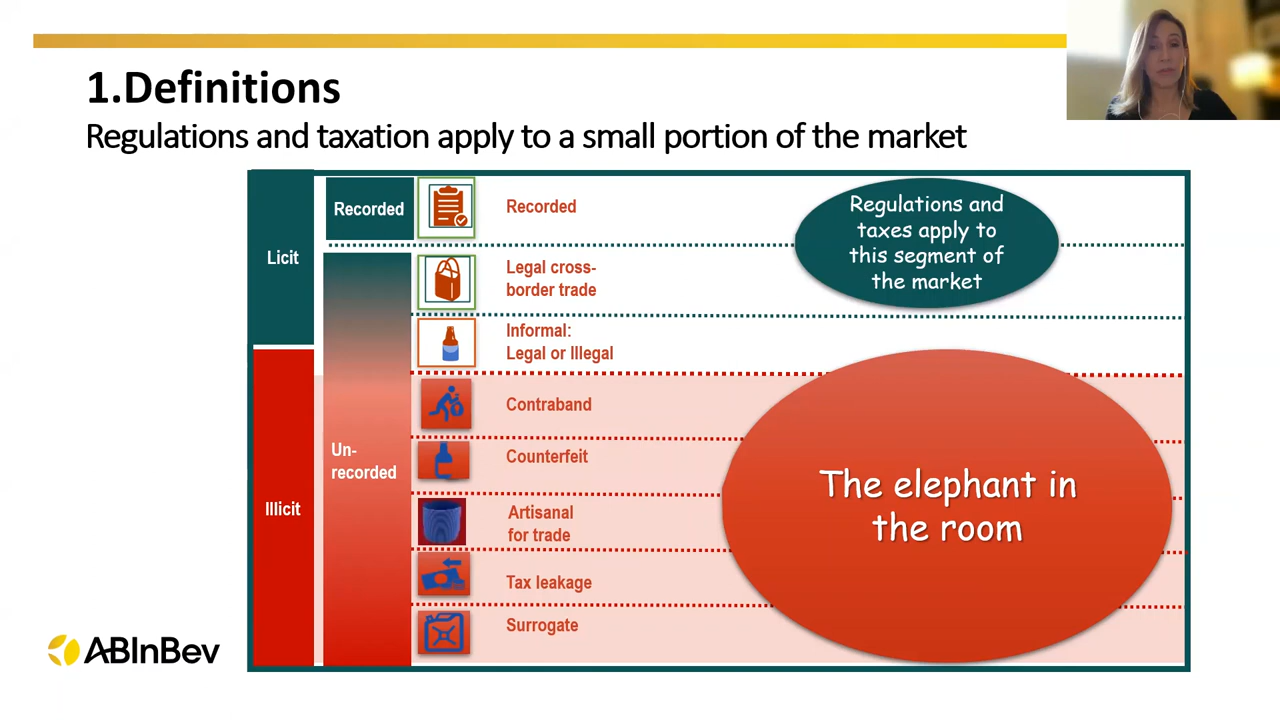 1.Definitions
Regulations and taxation apply to a small portion of the market
Licit
Recorded
Recorded
Regulations and
taxes apply to
this segment of
the market
Legal cross-
border trade
Informal:
Legal or Illegal
Illicit
Un-
recorded
Contraband
Counterfeit
Artisanal
for trade
Tax leakage
Surrogate
The elephant in
the room
ABInBev